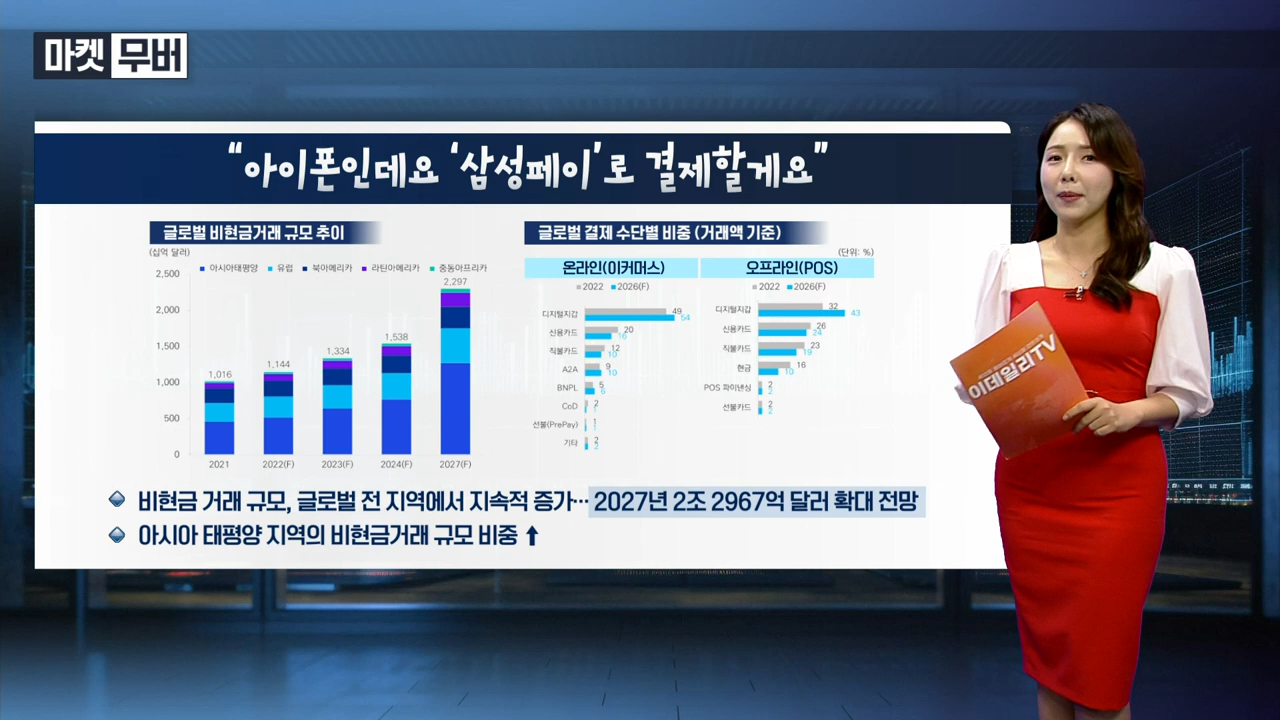 마켓 무버
“아이폰인데요 ‘삼성페이’로 결제할게요”
글로벌 비현금거래 규모 추이
(십억 달러)
아시아태평양 유럽 북아메리카 라틴아메리카 중동아프리카
2,500
2,000
1,500
1,000
500
0
1,016
1,144
1,334
1,538
2,297
2021 2022(F) 2023(F) 2024(F) 2027(F)
글로벌 결제 수단별 비중 (거래액 기준)
(단위: %)
온라인(이커머스)
2022 2026(F)
디지털지갑 49 54
신용카드 20 16
직불카드 12 10
A2A 9 10
BNPL 5 6
CoD 2 1
선불(PrePay) 1 1
기타 2 2
오프라인(POS)
2022 2026(F)
디지털지갑 32 43
신용카드 26 24
직불카드 23 19
현금 16 10
POS 파이낸싱 2 2
선불카드 2 2
비현금 거래 규모, 글로벌 전 지역에서 지속적 증가… 2027년 2조 2967억 달러 확대 전망
아시아 태평양 지역의 비현금거래 규모 비중 ⬆
이데일리TV